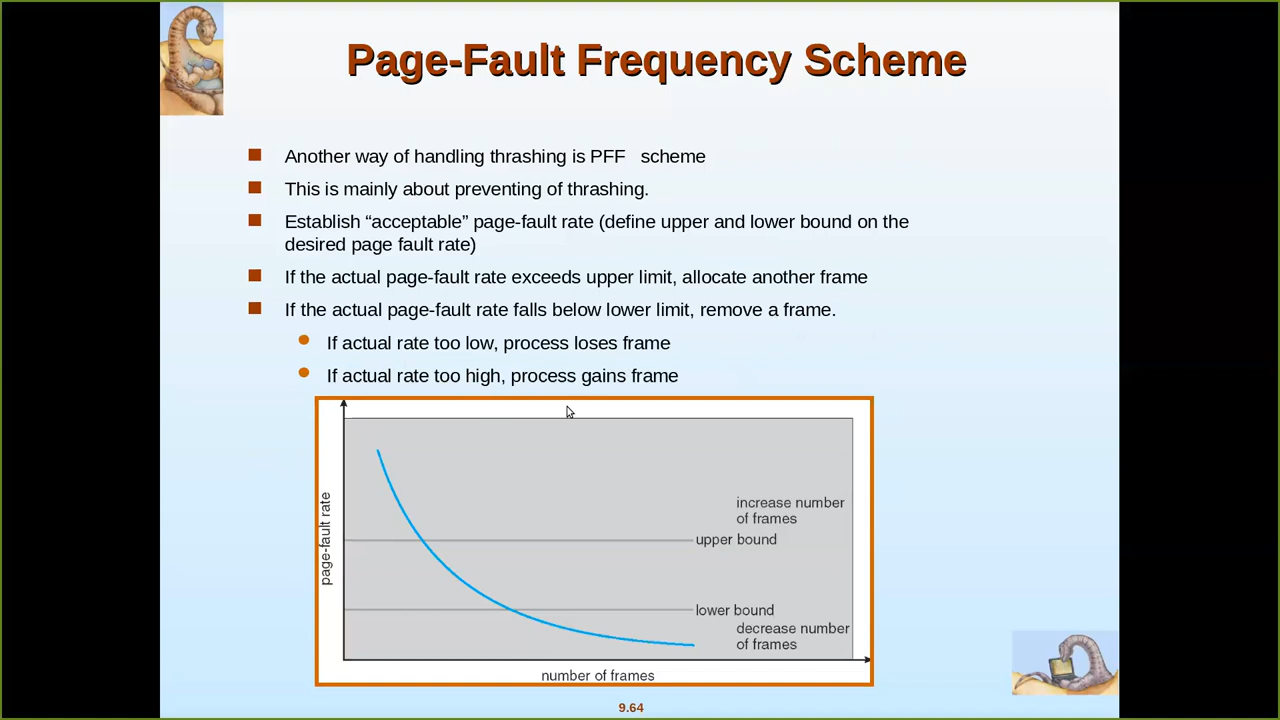 Page-Fault Frequency Scheme
Another way of handling thrashing is PFF scheme
This is mainly about preventing of thrashing.
Establish “acceptable” page-fault rate (define upper and lower bound on the
desired page fault rate)
If the actual page-fault rate exceeds upper limit, allocate another frame
If the actual page-fault rate falls below lower limit, remove a frame.
If actual rate too low, process loses frame
If actual rate too high, process gains frame
page-fault rate
increase number
of frames
upper bound
lower bound
decrease number
of frames
number of frames
9.64